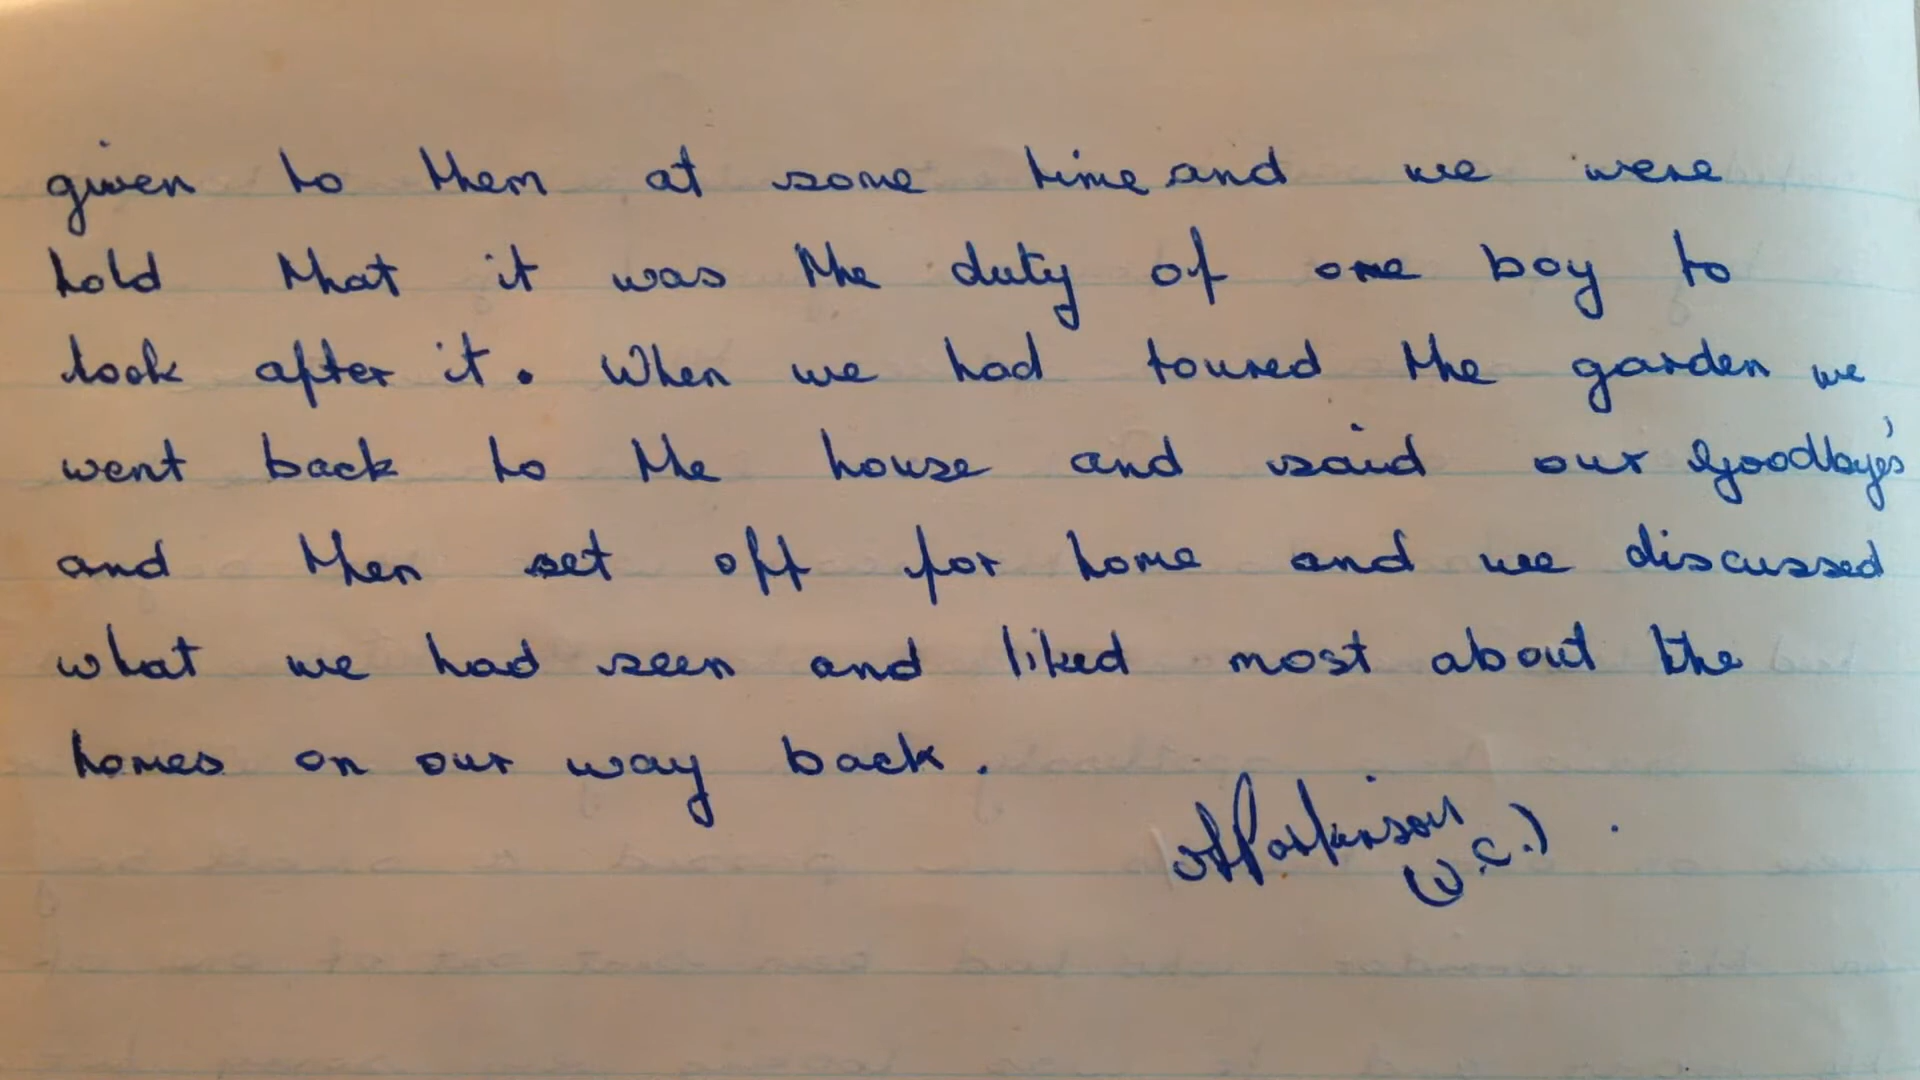 given to them at some time and we were
told that it was the duty of one boy to
look after it. When we had toured the garden we
went back to the house and said our Goodbye's
and then set off for home and we discussed
what we had seen and liked most about the
homes on our way back.
Parkinson